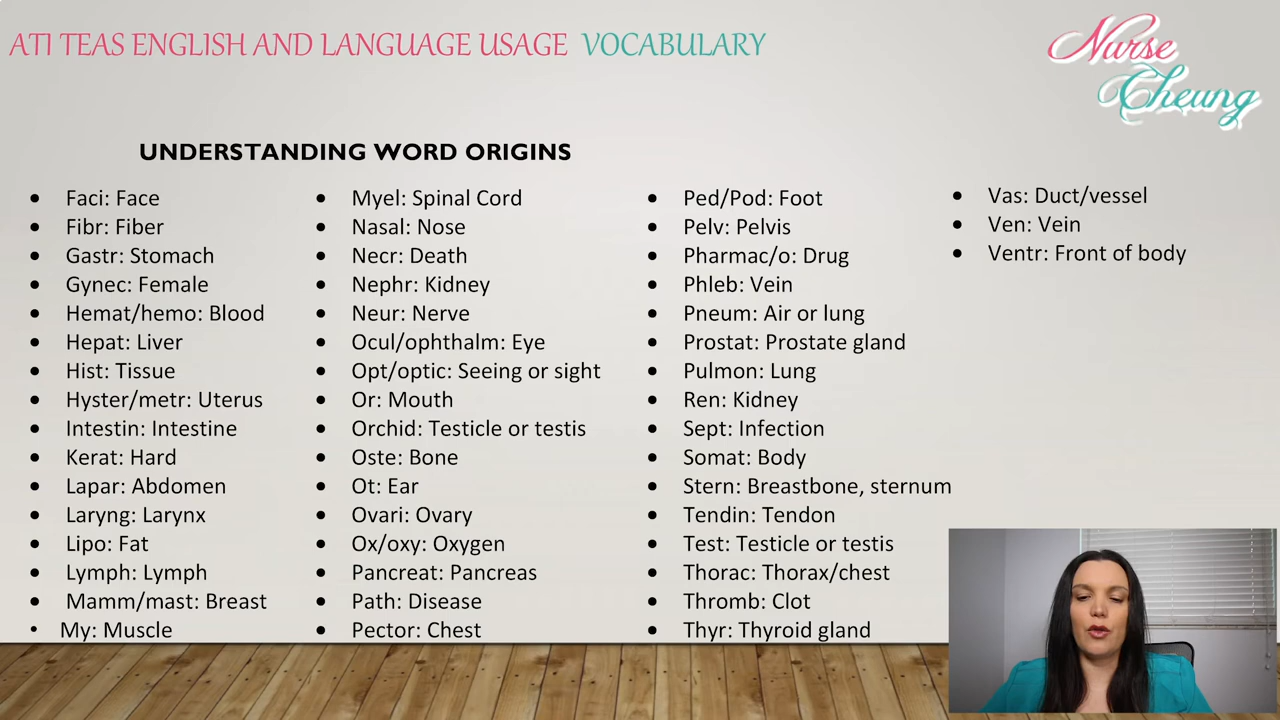 ATI TEAS ENGLISH AND LANGUAGE USAGE VOCABULARY
Nurse
Cheung
UNDERSTANDING WORD ORIGINS
Faci: Face
Fibr: Fiber
Gastr: Stomach
Gynec: Female
Hemat/hemo: Blood
Hepat: Liver
Hist: Tissue
Hyster/metr: Uterus
Intestin: Intestine
Kerat: Hard
Lapar: Abdomen
Laryng: Larynx
Lipo: Fat
Lymph: Lymph
Mamm/mast: Breast
My: Muscle
Myel: Spinal Cord
Nasal: Nose
Necr: Death
Nephr: Kidney
Neur: Nerve
Ocul/ophthalm: Eye
Opt/optic: Seeing or sight
Or: Mouth
Orchid: Testicle or testis
Oste: Bone
Ot: Ear
Ovari: Ovary
Ox/oxy: Oxygen
Pancreat: Pancreas
Path: Disease
Pector: Chest
Ped/Pod: Foot
Pelv: Pelvis
Pharmac/o: Drug
Phleb: Vein
Pneum: Air or lung
Prostat: Prostate gland
Pulmon: Lung
Ren: Kidney
Sept: Infection
Somat: Body
Stern: Breastbone, sternum
Tendin: Tendon
Test: Testicle or testis
Thorac: Thorax/chest
Thromb: Clot
Thyr: Thyroid gland
Vas: Duct/vessel
Ven: Vein
Ventr: Front of body